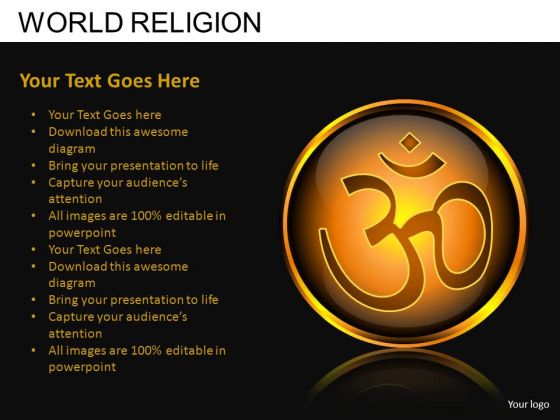 WORLD RELIGION
Your Text Goes Here
• Your Text Goes here
• Download this awesome
diagram
• Bring your presentation to life
• Capture your audience's
attention
• All images are 100% editable in
powerpoint
• Your Text Goes here
• Download this awesome
diagram
• Bring your presentation to life
• Capture your audience's
attention
• All images are 100% editable in
powerpoint
ॐ
Your logo